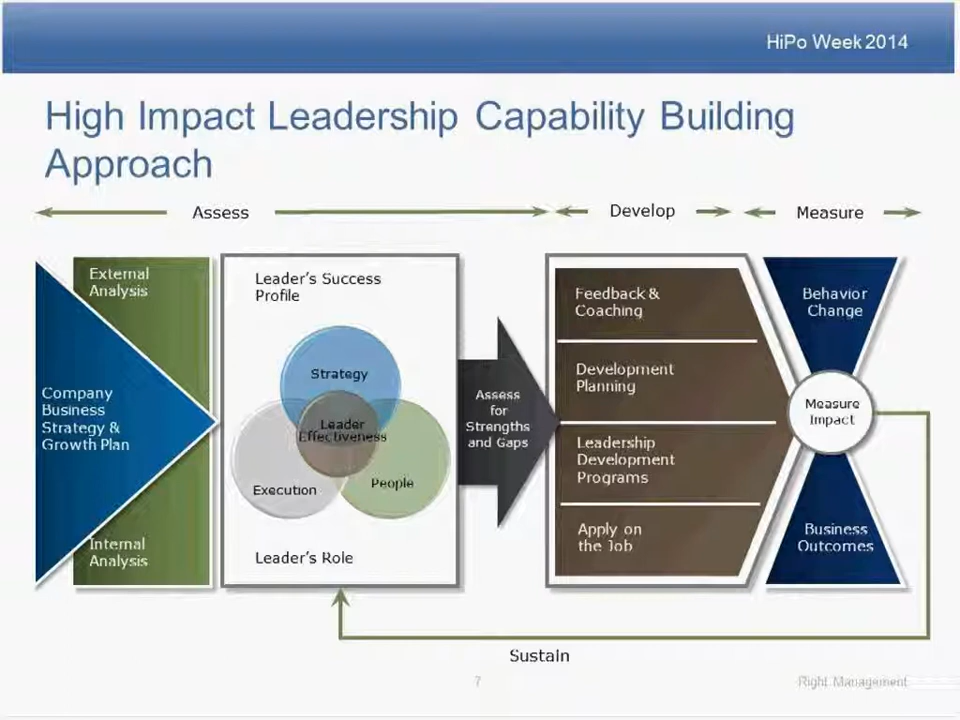 HiPo Week 2014
High Impact Leadership Capability Building
Approach
Assess
Develop
Measure
External
Analysis
Company
Business
Strategy &
Growth Plan
Internal
Analysis
Leader's Success
Profile
Strategy
Leader
Effectiveness
Execution
People
Leader's Role
Assess
for
Strengths
and Gaps
Feedback &
Coaching
Development
Planning
Leadership
Development
Programs
Apply on
the Job
Behavior
Change
Measure
Impact
Business
Outcomes
Sustain
7
Right Management